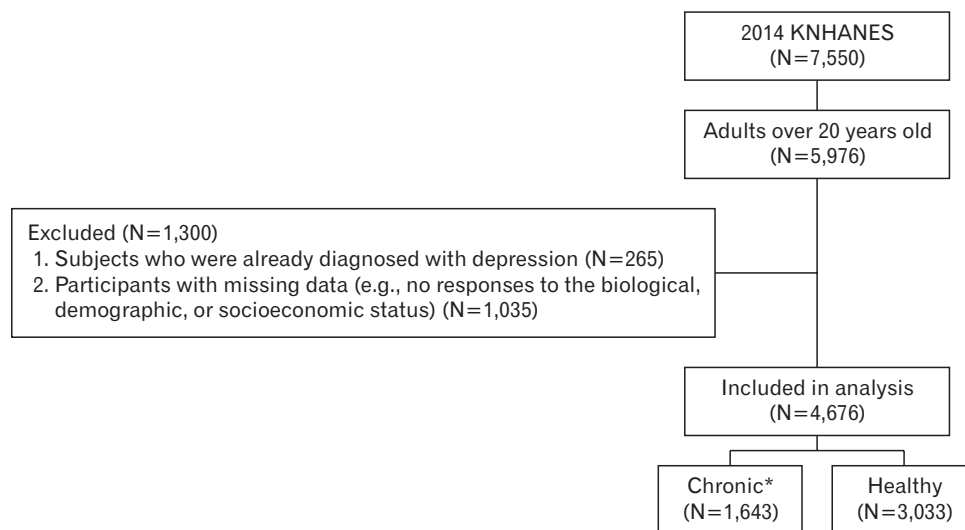 2014 KNHANES
(N=7,550)
Adults over 20 years old
(N=5,976)
Excluded (N=1,300)
1. Subjects who were already diagnosed with depression (N=265)
2. Participants with missing data (e.g., no responses to the biological,
demographic, or socioeconomic status) (N=1,035)
Included in analysis
(N=4,676)
Chronic*
(N=1,643)
Healthy
(N=3,033)